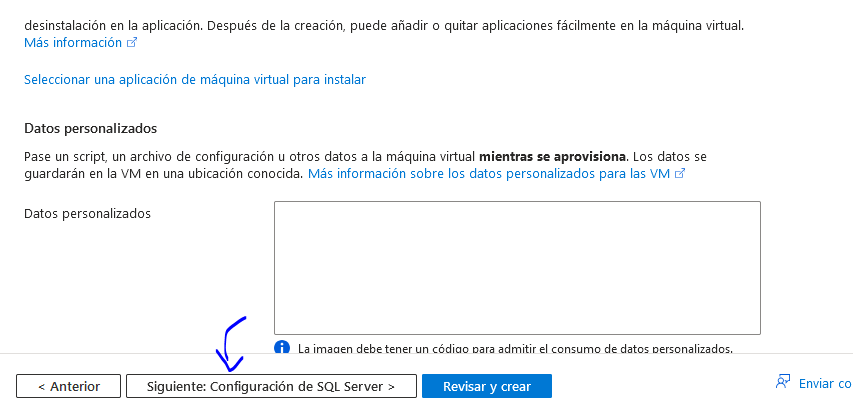 desinstalación en la aplicación. Después de la creación, puede añadir o quitar aplicaciones fácilmente en la máquina virtual.
Más información
Seleccionar una aplicación de máquina virtual para instalar
Datos personalizados
Pase un script, un archivo de configuración u otros datos a la máquina virtual mientras se aprovisiona. Los datos se
guardarán en la VM en una ubicación conocida. Más información sobre los datos personalizados para las VM
Datos personalizados
La imagen debe tener un código para admitir el consumo de datos personalizados.
< Anterior
Siguiente: Configuración de SQL Server >
Revisar y crear
Enviar co